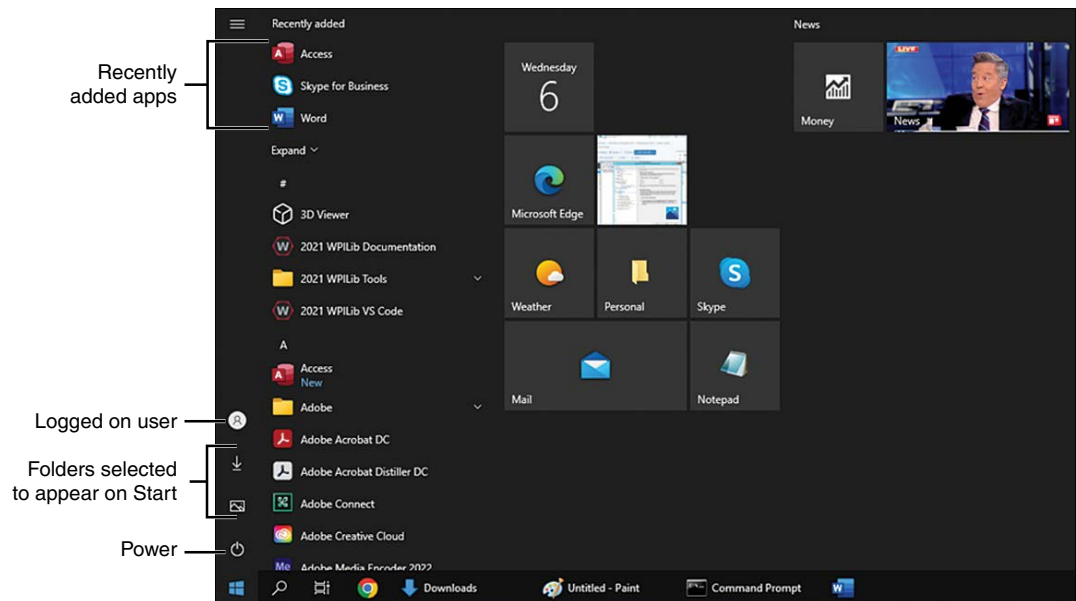 Recently added
News
Access
Recently
added apps
Skype for Business
Word
Wednesday
6
LIVE
Money
News
Expand
#
3D Viewer
Microsoft Edge
2021 WPILib Documentation
2021 WPILib Tools
2021 WPILib VS Code
Weather
Personal
Skype
A
Access
New
Mail
Notepad
Adobe
Logged on user
Adobe Acrobat DC
Folders selected
to appear on Start
Adobe Acrobat Distiller DC
Adobe Connect
Adobe Creative Cloud
Power
Adobe Media Encoder 2022
Downloads
Untitled - Paint
Command Prompt